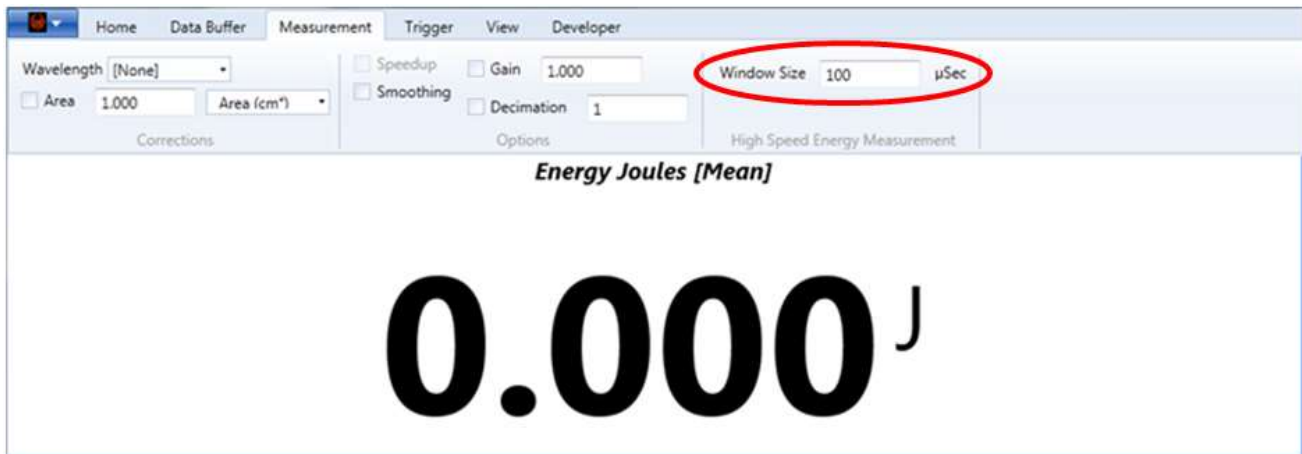 Home Data Buffer Measurement Trigger View Developer
Wavelength [None] Speedup Gain 1.000 Window Size 100 µSec
Area 1.000 Area (cm²) Smoothing Decimation 1
Corrections Options High Speed Energy Measurement
Energy Joules [Mean]
0.000 J